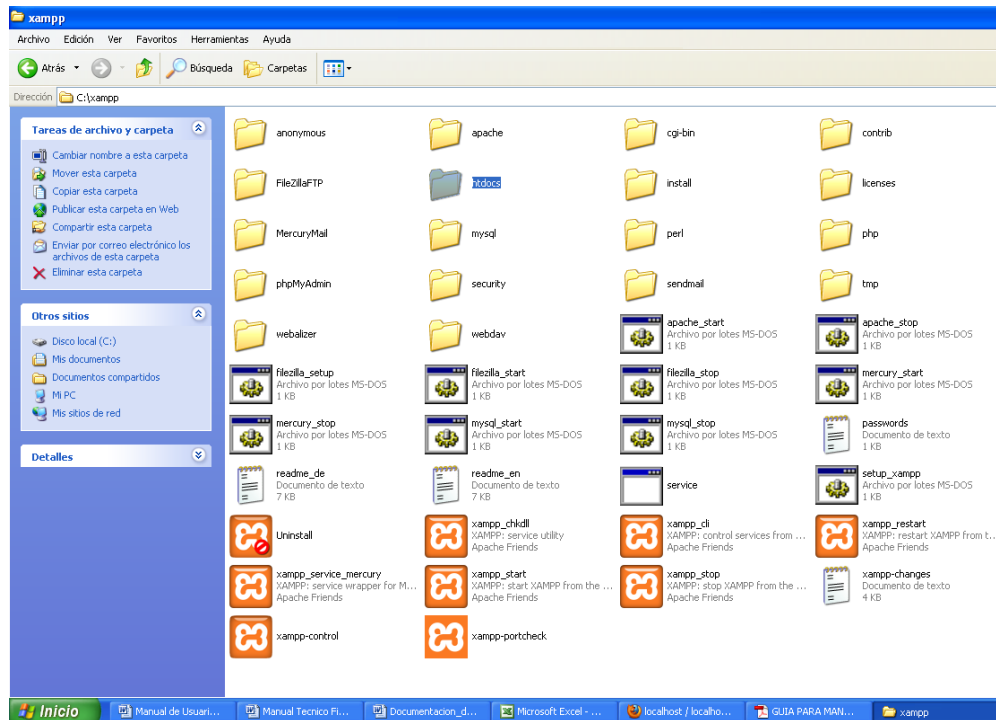 xampp
Archivo Edición Ver Favoritos Herramientas Ayuda
Atrás Búsqueda Carpetas
Dirección C:\xampp
Tareas de archivo y carpeta
Cambiar nombre a esta carpeta
Mover esta carpeta
Copiar esta carpeta
Publicar esta carpeta en Web
Compartir esta carpeta
Enviar por correo electrónico los
archivos de esta carpeta
Eliminar esta carpeta
Otros sitios
Disco local (C:)
Mis documentos
Documentos compartidos
Mi PC
Mis sitios de red
Detalles
anonymous apache cgi-bin contrib
FileZillaFTP htdocs install licenses
MercuryMail mysql perl php
phpMyAdmin security sendmail tmp
webalizer webdav
apache_start
Archivo por lotes MS-DOS
1 KB
apache_stop
Archivo por lotes MS-DOS
1 KB
filezilla_setup
Archivo por lotes MS-DOS
1 KB
filezilla_start
Archivo por lotes MS-DOS
1 KB
filezilla_stop
Archivo por lotes MS-DOS
1 KB
mercury_start
Archivo por lotes MS-DOS
1 KB
mercury_stop
Archivo por lotes MS-DOS
1 KB
mysql_start
Archivo por lotes MS-DOS
1 KB
mysql_stop
Archivo por lotes MS-DOS
1 KB
passwords
Documento de texto
1 KB
readme_de
Documento de texto
7 KB
readme_en
Documento de texto
7 KB
service
setup_xampp
Archivo por lotes MS-DOS
1 KB
Uninstall
xampp_chkdll
XAMPP: service utility
Apache Friends
xampp_cli
XAMPP: control services from ...
Apache Friends
xampp_restart
XAMPP: restart XAMPP from t...
Apache Friends
xampp_service_mercury
XAMPP: service wrapper for M...
Apache Friends
xampp_start
XAMPP: start XAMPP from the ...
Apache Friends
xampp_stop
XAMPP: stop XAMPP from the ...
Apache Friends
xampp-changes
Documento de texto
4 KB
xampp-control
xampp-portcheck
Inicio Manual de Usuari... Manual Tecnico Fi... Documentacion_d... Microsoft Excel - ... localhost / localho... GUIA PARA MAN... xampp